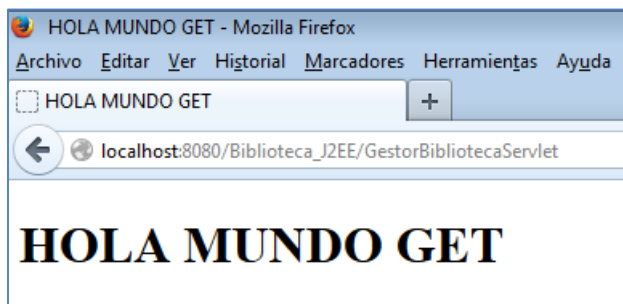 HOLA MUNDO GET - Mozilla Firefox
Archivo Editar Ver Historial Marcadores Herramientas Ayuda
HOLA MUNDO GET +
localhost:8080/Biblioteca_J2EE/GestorBibliotecaServlet
HOLA MUNDO GET